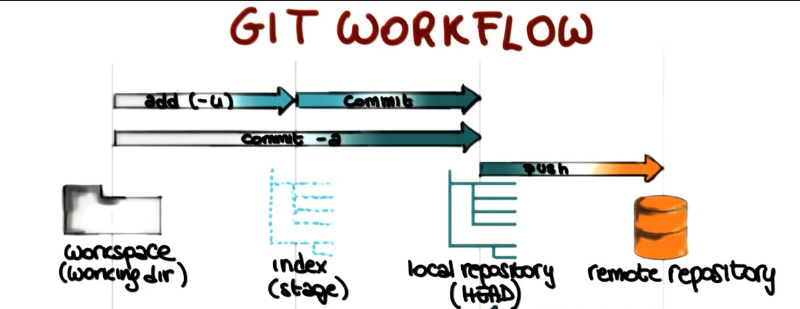 GIT WORKFLOW
add (-u)
commit
commit -a
push
workspace
(working dir)
index
(stage)
local repository
(HEAD)
remote repository